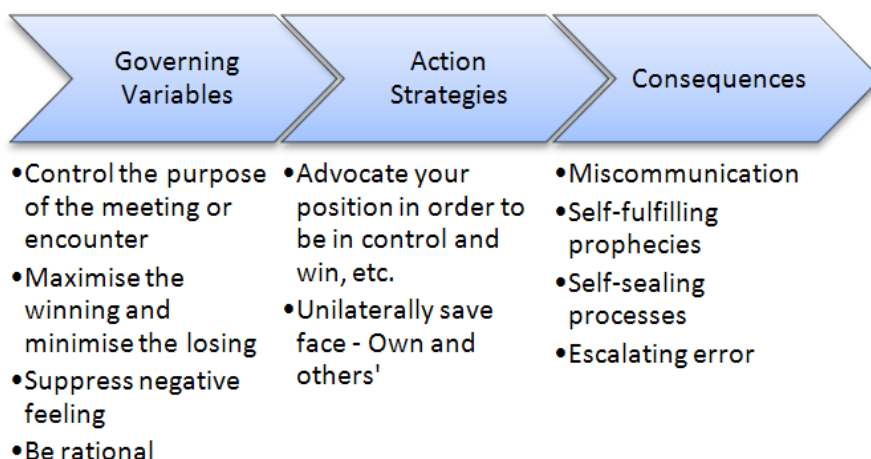 Governing
Variables
Action
Strategies
Consequences
•Control the purpose
of the meeting or
encounter
•Maximise the
winning and
minimise the losing
•Suppress negative
feeling
•Be rational
•Advocate your
position in order to
be in control and
win, etc.
•Unilaterally save
face - Own and
others'
•Miscommunication
•Self-fulfilling
prophecies
•Self-sealing
processes
•Escalating error